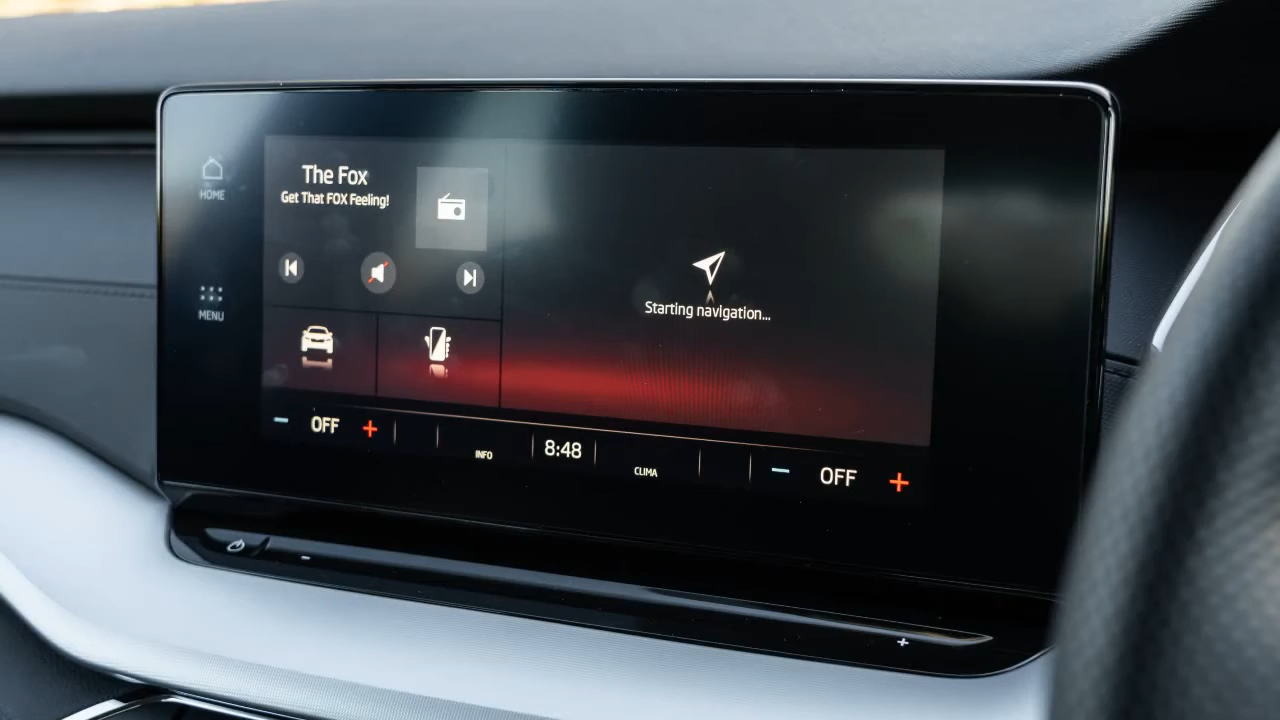 HOME
The Fox
Get That FOX Feeling!
MENU
Starting navigation...
- OFF +
INFO
8:48
CLIMA
- OFF +
- +